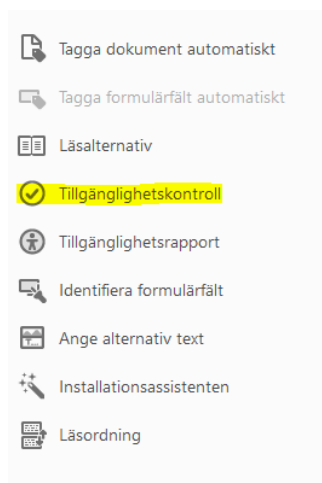 Tagga dokument automatiskt
Tagga formulärfält automatiskt
Läsalternativ
Tillgänglighetskontroll
Tillgänglighetsrapport
Identifiera formulärfält
Ange alternativ text
Installationsassistenten
Läsordning